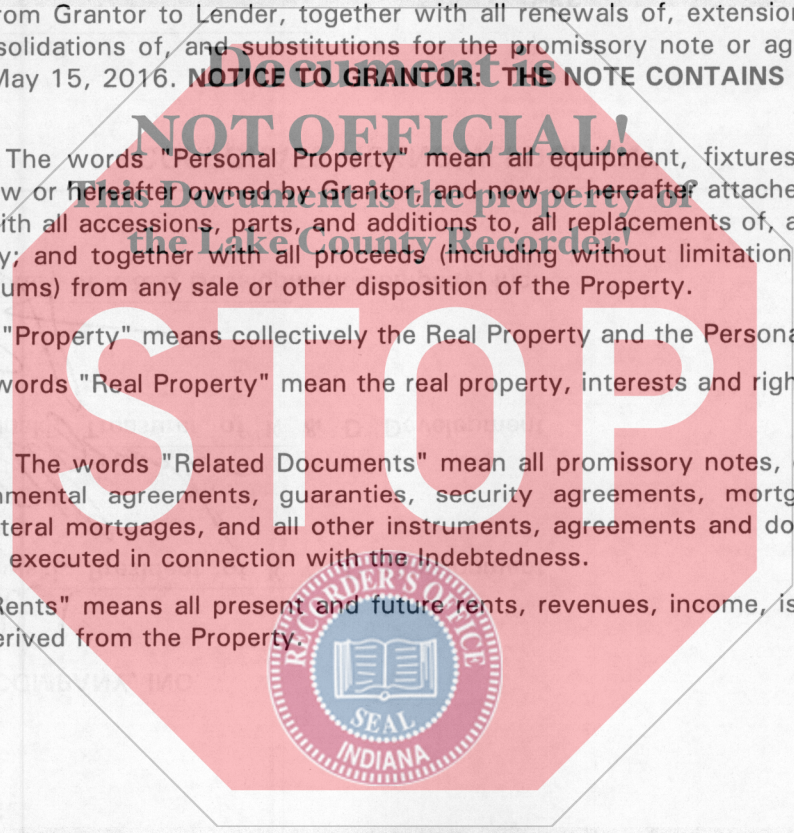 rom Grantor to Lender, together with all renewals of, extension
solidations of, and substitutions for the promissory note or ag
May 15, 2016. NOTICE TO GRANTOR: THE NOTE CONTAINS
Document is
NOT OFFICIAL!
The words "Personal Property" mean all equipment, fixtures
w or hereafter owned by Grantor, and now or hereafter attache
This Document is the property of
ith all accessions, parts, and additions to, all replacements of, a
the Lake County Recorder!
y; and together with all proceeds (including without limitation
ums) from any sale or other disposition of the Property.
STOP
"Property" means collectively the Real Property and the Persona
words "Real Property" mean the real property, interests and righ
The words "Related Documents" mean all promissory notes,
nmental agreements, guaranties, security agreements, mortg
teral mortgages, and all other instruments, agreements and do
executed in connection with the Indebtedness.
Rents" means all present and future rents, revenues, income, is
erived from the Property.
RECORDER'S OFFICE
SEAL
INDIANA